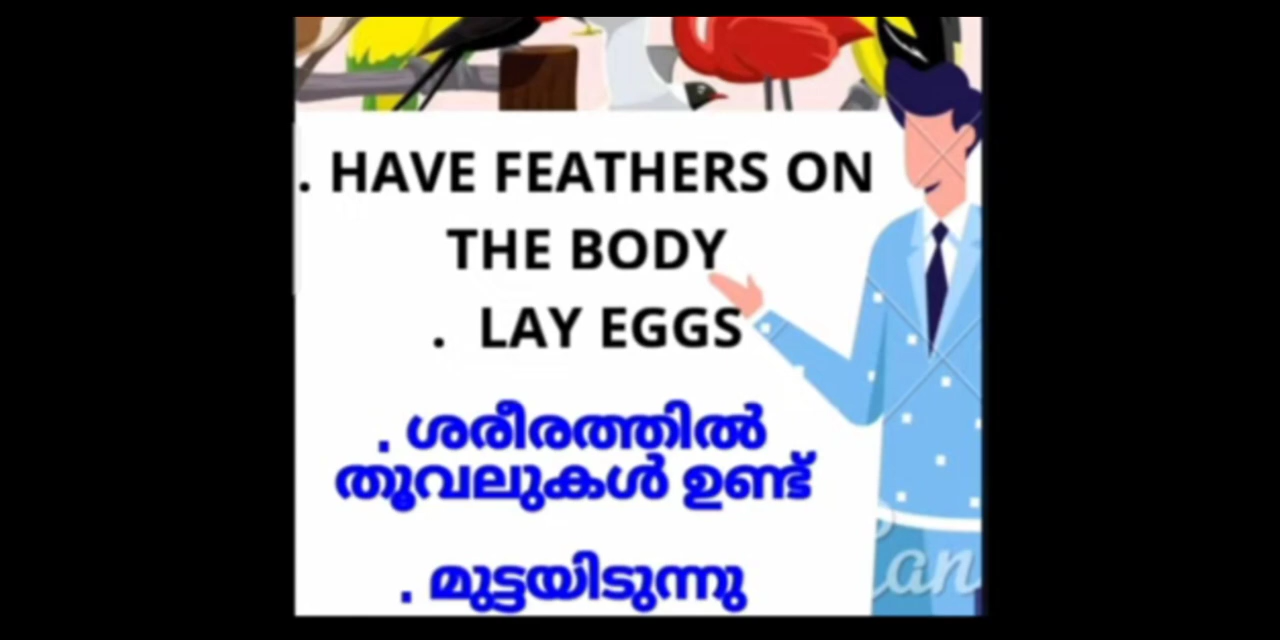 . HAVE FEATHERS ON
THE BODY
. LAY EGGS
. ശരീരത്തിൽ
തൂവലുകൾ ഉണ്ട്
. മുട്ടയിടുന്നു